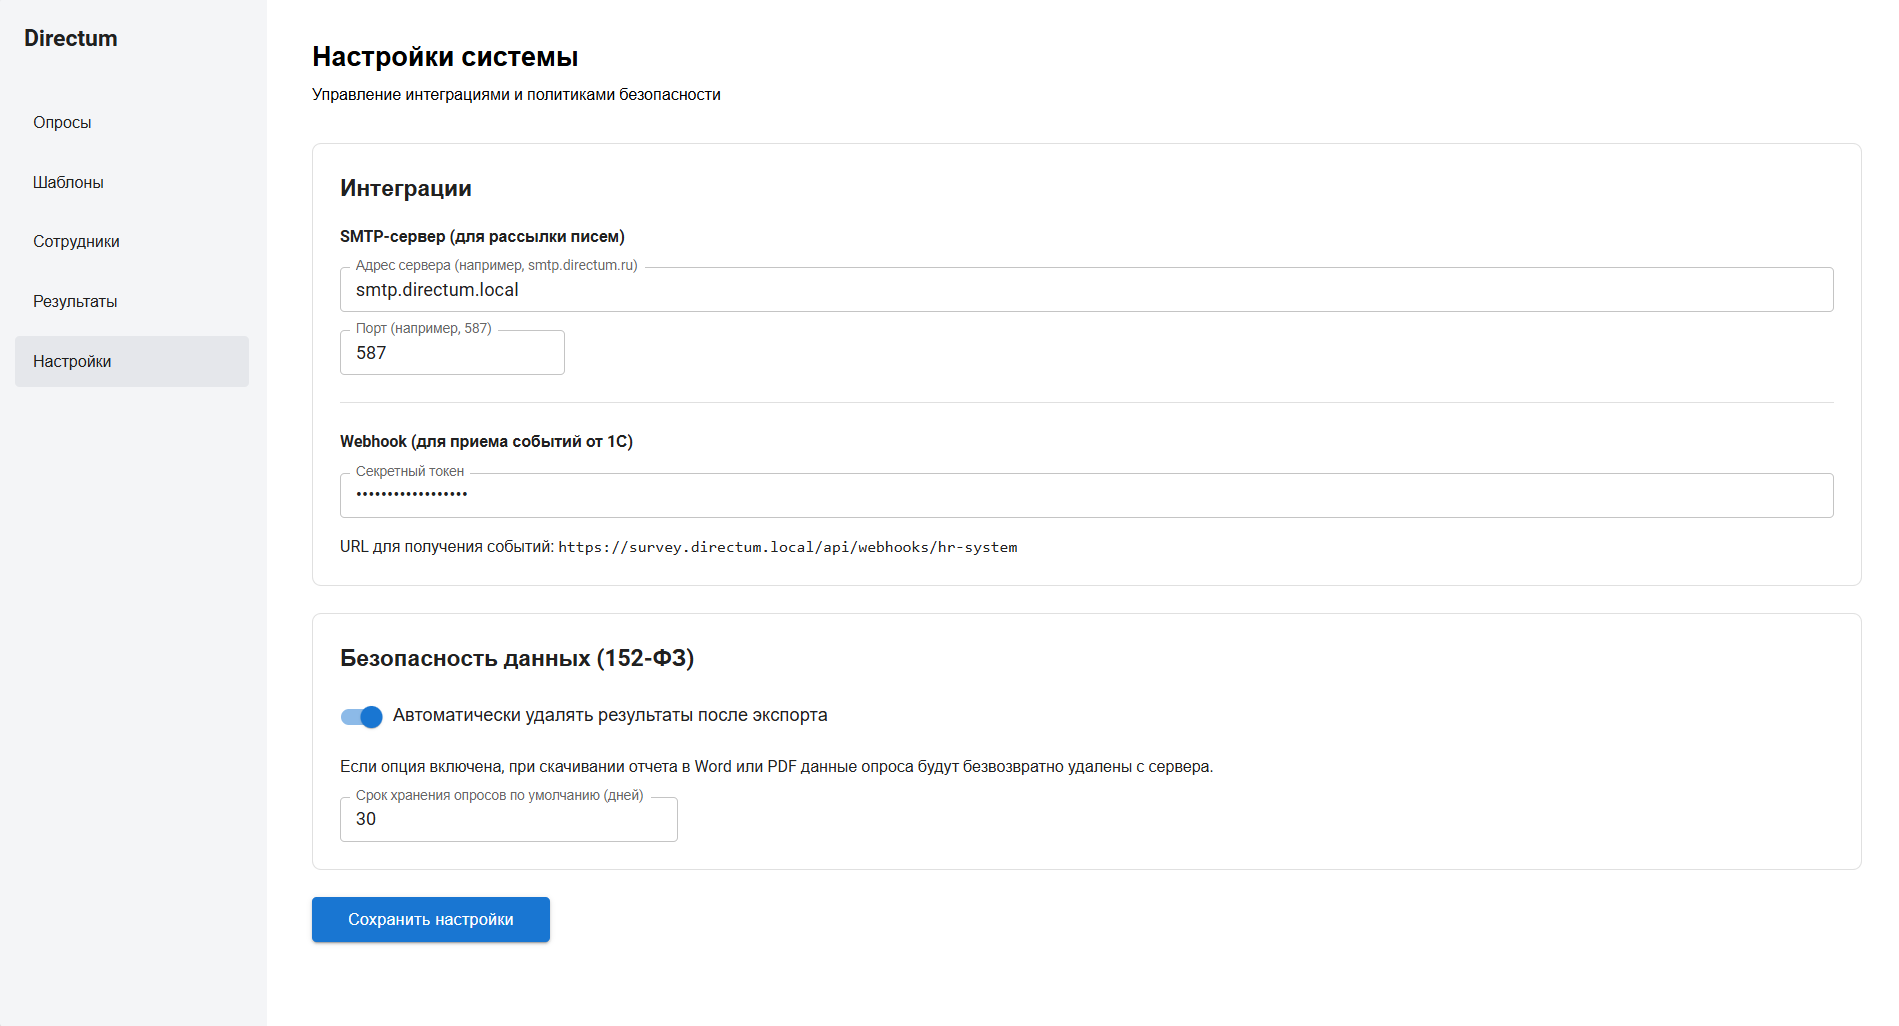 Directum
Опросы
Шаблоны
Сотрудники
Результаты
Настройки
Настройки системы
Управление интеграциями и политиками безопасности
Интеграции
SMTP-сервер (для рассылки писем)
Адрес сервера (например, smtp.directum.ru)
smtp.directum.local
Порт (например, 587)
587
Webhook (для приема событий от 1С)
Секретный токен
••••••••••••••••••
URL для получения событий: https://survey.directum.local/api/webhooks/hr-system
Безопасность данных (152-ФЗ)
Автоматически удалять результаты после экспорта
Если опция включена, при скачивании отчета в Word или PDF данные опроса будут безвозвратно удалены с сервера.
Срок хранения опросов по умолчанию (дней)
30
Сохранить настройки